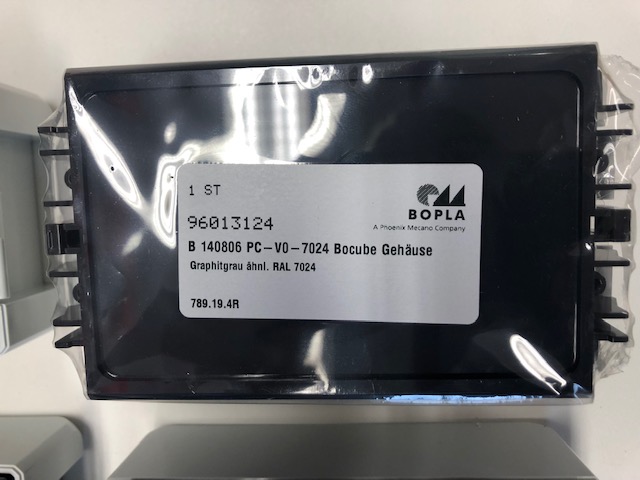 1 ST
96013124
BOPLA
A Phoenix Mecano Company
B 140806 PC-V0-7024 Bocube Gehäuse
Graphitgrau ähnl. RAL 7024
789.19.4R